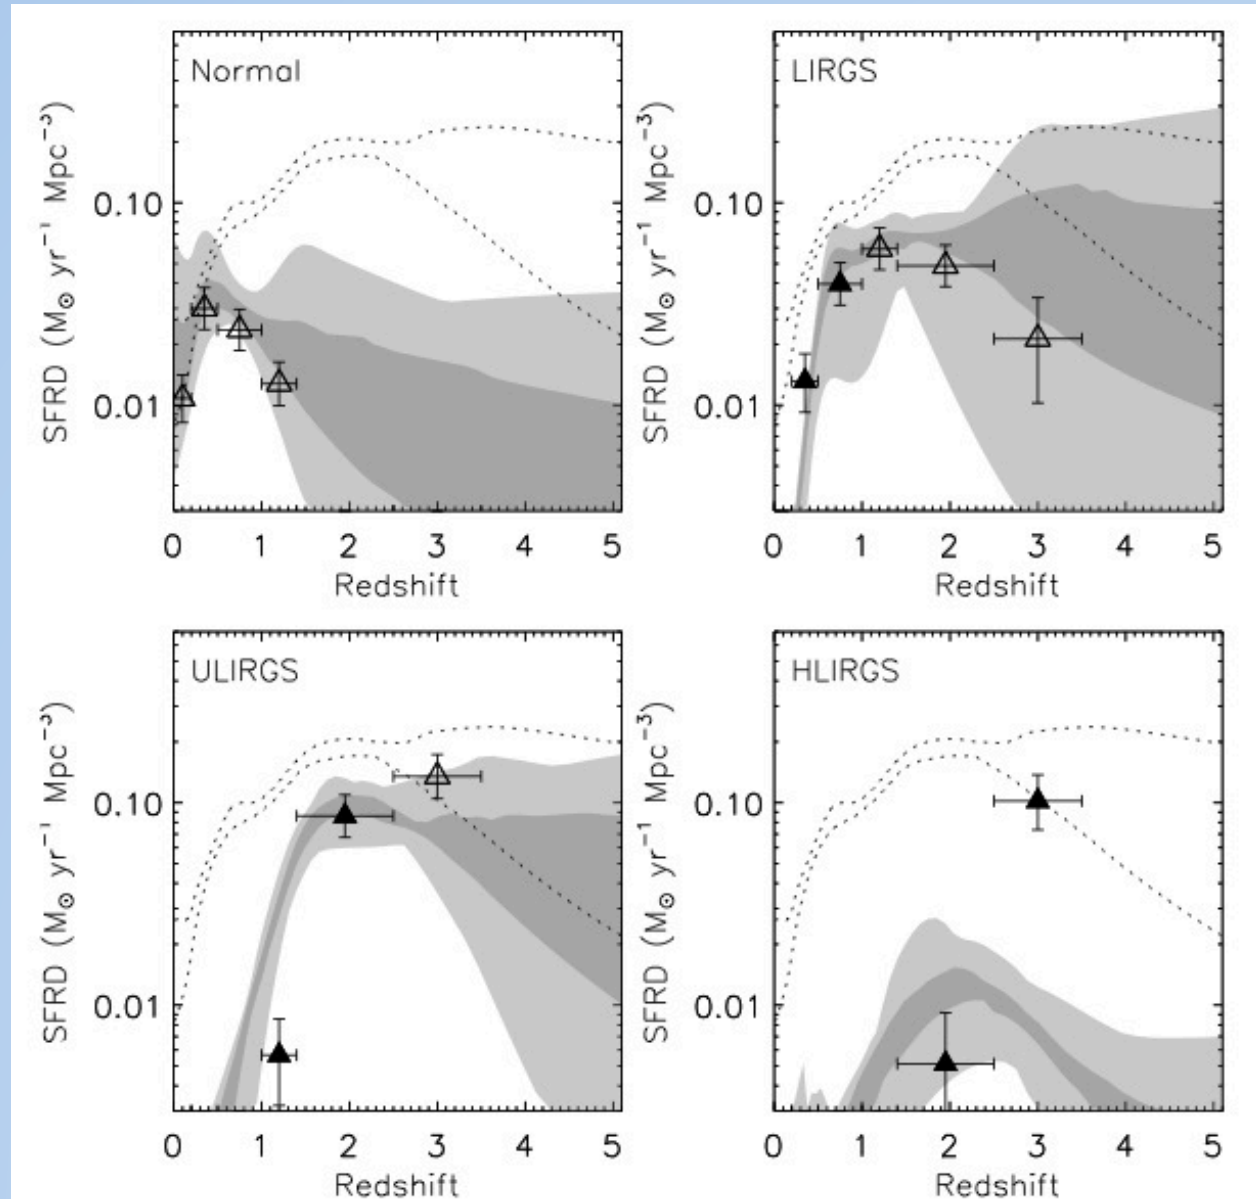 Normal
SFRD (M⊙ yr⁻¹ Mpc⁻³)
0.10
0.01
0 1 2 3 4 5
Redshift
LIRGS
SFRD (M⊙ yr⁻¹ Mpc⁻³)
0.10
0.01
0 1 2 3 4 5
Redshift
ULIRGS
SFRD (M⊙ yr⁻¹ Mpc⁻³)
0.10
0.01
0 1 2 3 4 5
Redshift
HLIRGS
SFRD (M⊙ yr⁻¹ Mpc⁻³)
0.10
0.01
0 1 2 3 4 5
Redshift